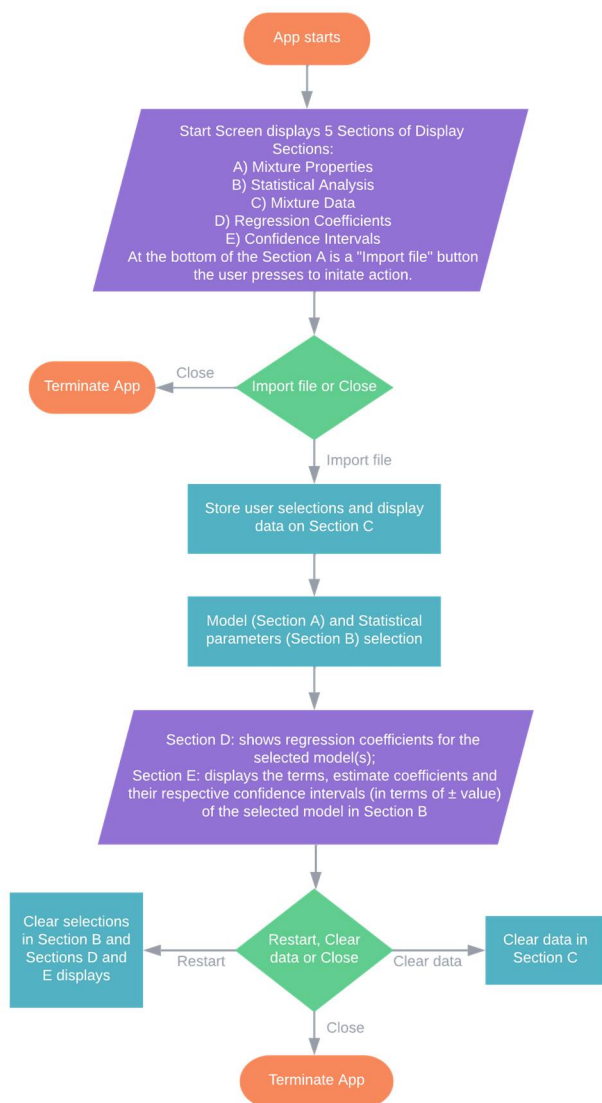 App starts
Start Screen displays 5 Sections of Display
Sections:
A) Mixture Properties
B) Statistical Analysis
C) Mixture Data
D) Regression Coefficients
E) Confidence Intervals
At the bottom of the Section A is a "Import file" button
the user presses to initate action.
Close
Terminate App
Import file or Close
Import file
Store user selections and display
data on Section C
Model (Section A) and Statistical
parameters (Section B) selection
Section D: shows regression coefficients for the
selected model(s);
Section E: displays the terms, estimate coefficients and
their respective confidence intervals (in terms of ± value)
of the selected model in Section B
Clear selections
in Section B and
Sections D and
E displays
Restart
Restart, Clear
data or Close
Clear data
Clear data in
Section C
Close
Terminate App